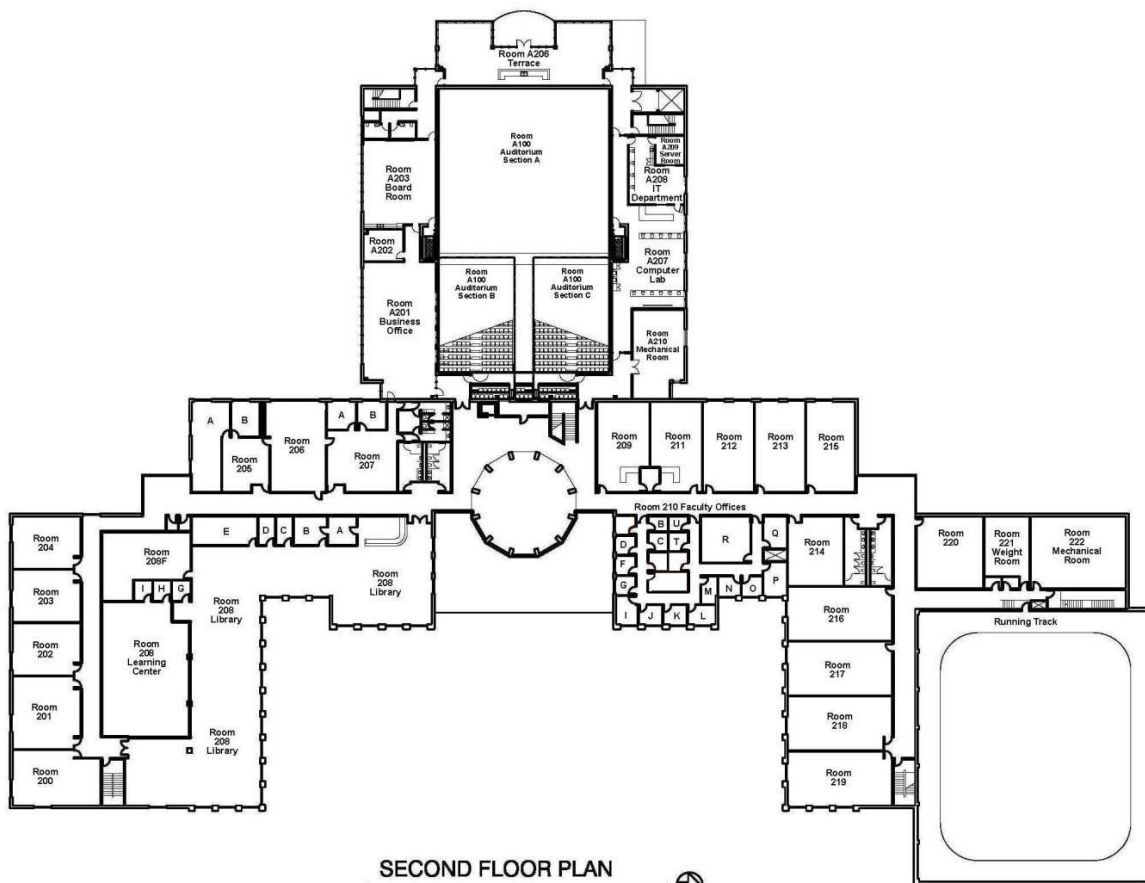 Room A206
Terrace
Room
A100
Auditorium
Section A
Room
A209
Server
Room
Room
A203
Board
Room
Room
A208
IT
Department
Room
A202
Room
A207
Computer
Lab
Room
A100
Auditorium
Section B
Room
A100
Auditorium
Section C
Room
A201
Business
Office
Room
A210
Mechanical
Room
A
B
Room
205
Room
206
A
B
Room
207
Room
209
Room
211
Room
212
Room
213
Room
215
Room 210 Faculty Offices
Room
204
Room
203
Room
202
Room
201
Room
200
Room
208F
I
H
G
E
D
C
B
A
Room
208
Library
Room
208
Library
Room
208
Learning
Center
Room
208
Library
B
U
D
C
T
F
G
I
J
K
L
M
N
O
P
Q
R
Room
214
Room
216
Room
217
Room
218
Room
219
Room
220
Room
221
Weight
Room
Room
222
Mechanical
Room
Running Track
SECOND FLOOR PLAN